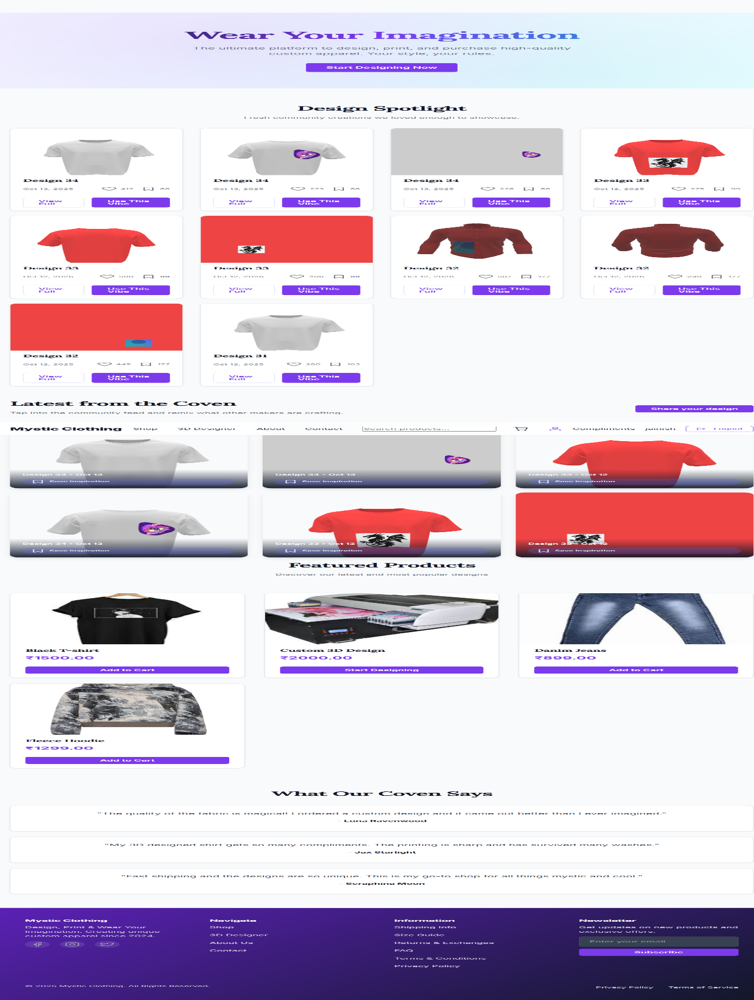 Wear Your Imagination
The ultimate platform to design, print, and purchase high-quality
custom apparel. Your style, your rules.
Start Designing Now
Design Spotlight
Fresh community creations we loved enough to showcase.
Design 34
Design 34
Design 34
Design 33
Oct 13, 2025 412 68
Oct 13, 2025 273 68
Oct 13, 2025 226 68
Oct 12, 2025 275 99
View
Full
Use This
Vibe
View
Full
Use This
Vibe
View
Full
Use This
Vibe
View
Full
Use This
Vibe
Design 33
Design 33
Design 32
Design 32
Oct 12, 2025 99
Oct 12, 2025 99
Oct 12, 2025 177
Oct 12, 2025 177
View
Full
Use This
Vibe
View
Full
Use This
Vibe
View
Full
Use This
Vibe
View
Full
Use This
Vibe
Design 32
Design 31
Oct 12, 2025 445 177
Oct 12, 2025 280 103
View
Full
Use This
Vibe
View
Full
Use This
Vibe
Latest from the Coven
Tap into the community feed and remix what other makers are crafting.
Share your design
Mystic Clothing Shop 3D Designer About Contact Search products... Compliments jainish Logout
Design 34 • Oct 13
Design 34 • Oct 13
Design 33 • Oct 12
Save inspiration
Save inspiration
Save inspiration
Design 34 • Oct 13
Design 33 • Oct 12
Design 33 • Oct 12
Save inspiration
Save inspiration
Save inspiration
Featured Products
Discover our latest and most popular designs
Black T-shirt
Custom 3D Design
Danim Jeans
₹1500.00
₹2000.00
₹899.00
Add to Cart
Start Designing
Add to Cart
Fleece Hoodie
₹1299.00
Add to Cart
What Our Coven Says
"The quality of the fabric is magical! I ordered a custom design and it came out better than I ever imagined."
- Luna Ravenwood
"My 3D designed shirt gets so many compliments. The printing is sharp and has survived many washes."
- Jax Starlight
"Fast shipping and the designs are so unique. This is my go-to shop for all things mystic and cool."
- Seraphina Moon
Mystic Clothing
Design, Print & Wear Your
Imagination. Creating unique
custom apparel since 2024.
Navigate
Shop
3D Designer
About Us
Contact
Information
Shipping Info
Size Guide
Returns & Exchanges
FAQ
Terms & Conditions
Privacy Policy
Newsletter
Get updates on new products and
exclusive offers.
Enter your email
Subscribe
© 2025 Mystic Clothing. All Rights Reserved.
Privacy Policy Terms of Service